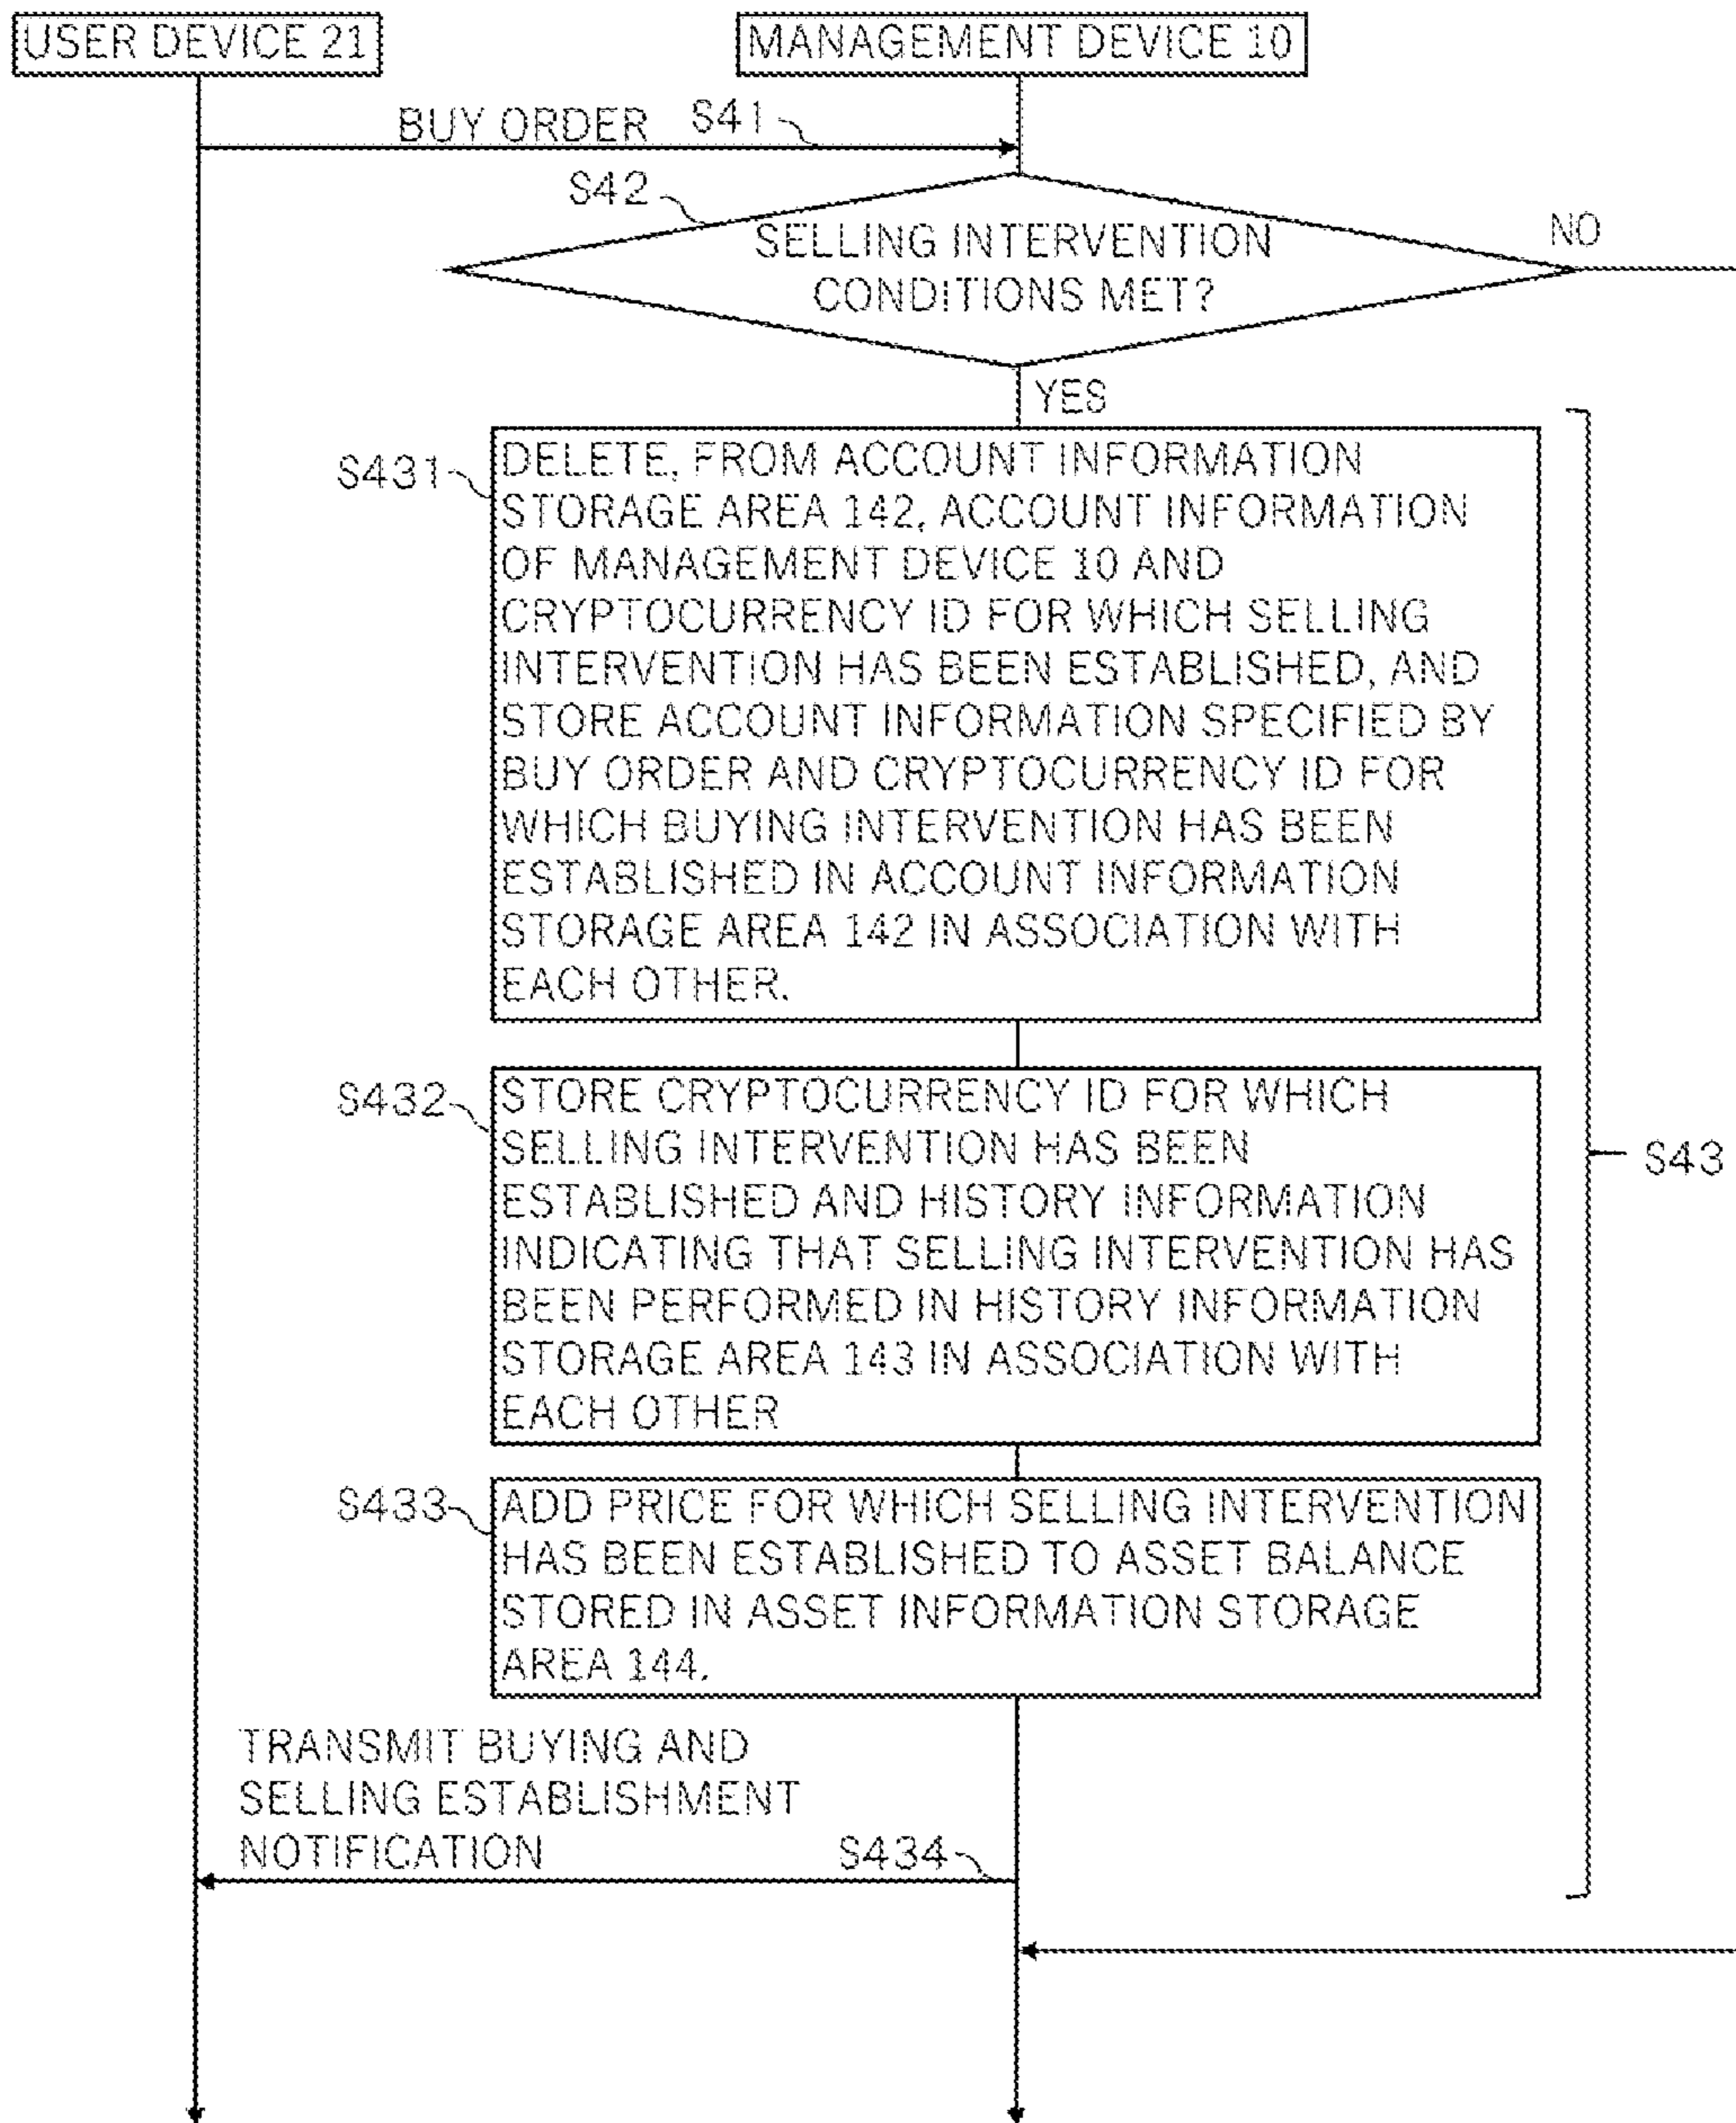 USER DEVICE 21
MANAGEMENT DEVICE 10
BUY ORDER
S41
S42
SELLING INTERVENTION
CONDITIONS MET?
NO
YES
S431
DELETE, FROM ACCOUNT INFORMATION
STORAGE AREA 142, ACCOUNT INFORMATION
OF MANAGEMENT DEVICE 10 AND
CRYPTOCURRENCY ID FOR WHICH SELLING
INTERVENTION HAS BEEN ESTABLISHED, AND
STORE ACCOUNT INFORMATION SPECIFIED BY
BUY ORDER AND CRYPTOCURRENCY ID FOR
WHICH BUYING INTERVENTION HAS BEEN
ESTABLISHED IN ACCOUNT INFORMATION
STORAGE AREA 142 IN ASSOCIATION WITH
EACH OTHER.
S432
STORE CRYPTOCURRENCY ID FOR WHICH
SELLING INTERVENTION HAS BEEN
ESTABLISHED AND HISTORY INFORMATION
INDICATING THAT SELLING INTERVENTION HAS
BEEN PERFORMED IN HISTORY INFORMATION
STORAGE AREA 143 IN ASSOCIATION WITH
EACH OTHER
S43
S433
ADD PRICE FOR WHICH SELLING INTERVENTION
HAS BEEN ESTABLISHED TO ASSET BALANCE
STORED IN ASSET INFORMATION STORAGE
AREA 144.
TRANSMIT BUYING AND
SELLING ESTABLISHMENT
NOTIFICATION
S434